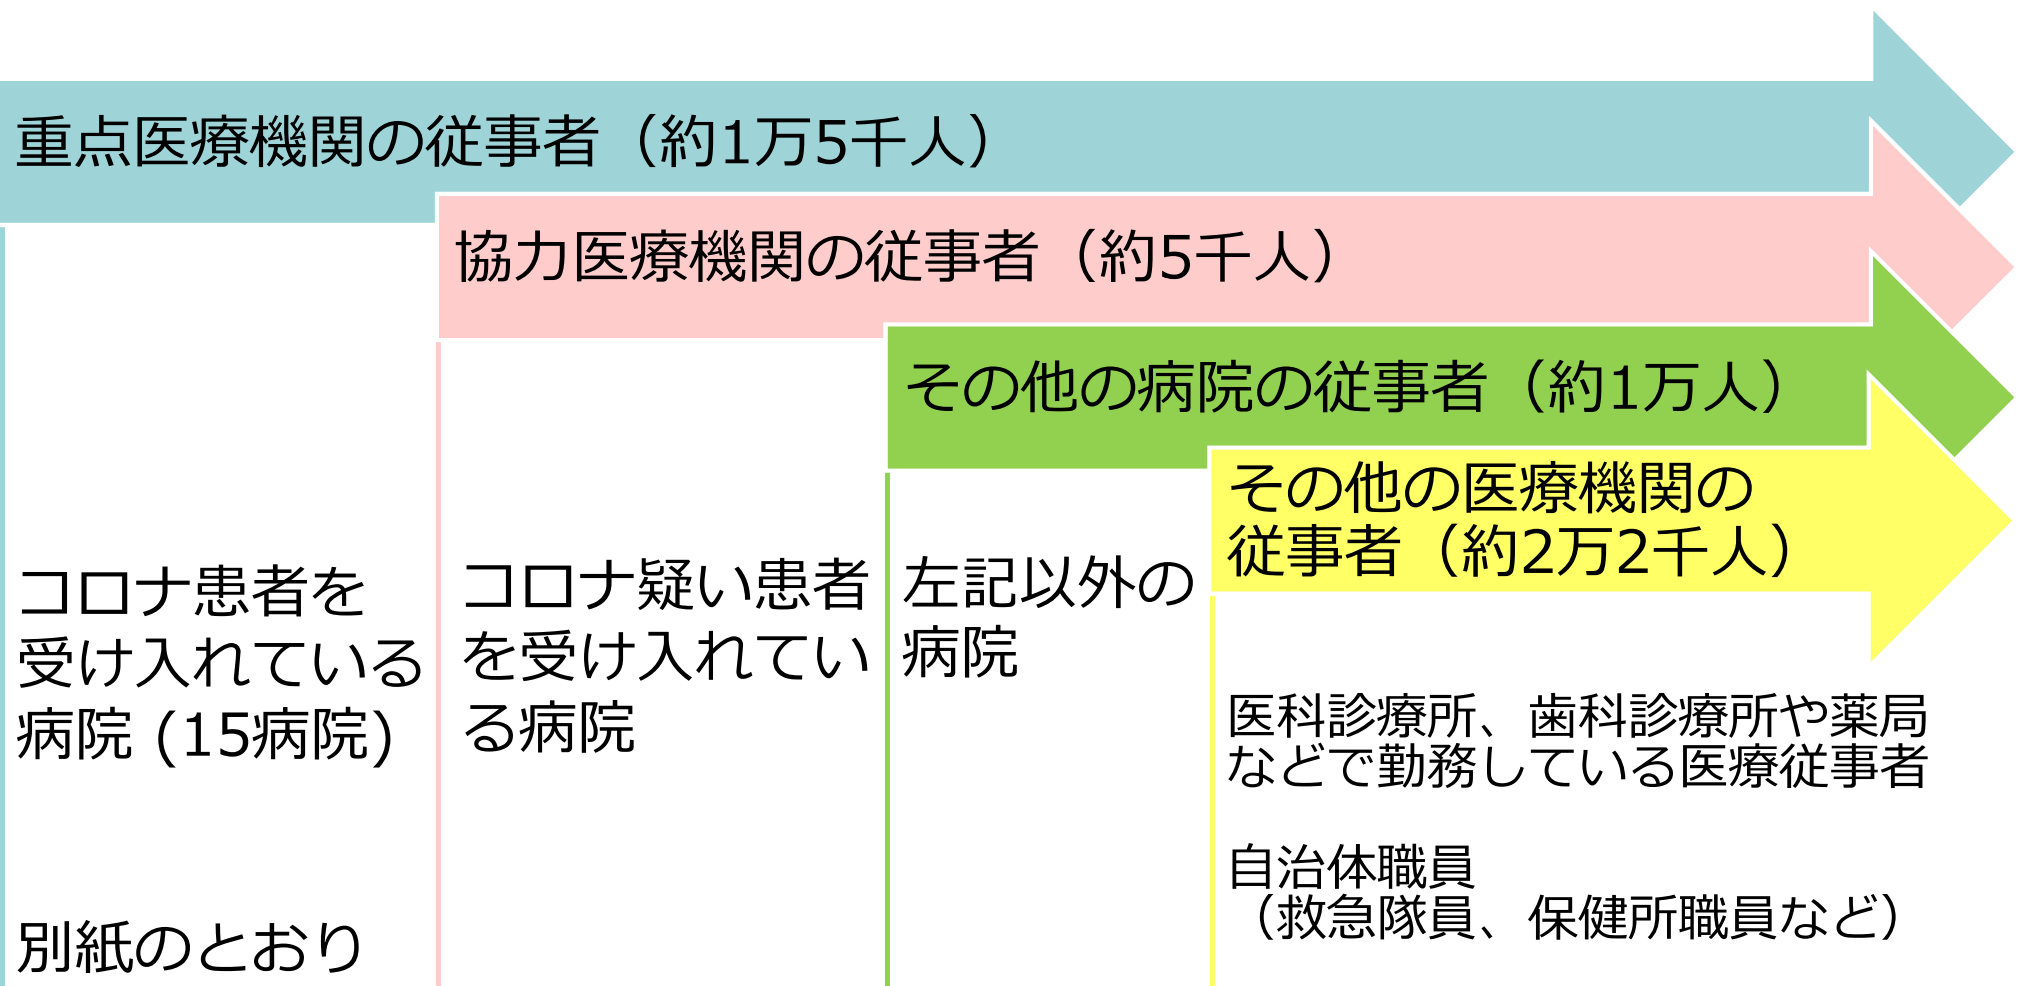 重点医療機関の従事者（約1万5千人）
協力医療機関の従事者（約5千人）
その他の病院の従事者（約1万人）
その他の医療機関の
従事者（約2万2千人）
コロナ患者を
受け入れている
病院 (15病院)
別紙のとおり
コロナ疑い患者
を受け入れてい
る病院
左記以外の
病院
医科診療所、歯科診療所や薬局
などで勤務している医療従事者
自治体職員
（救急隊員、保健所職員など）